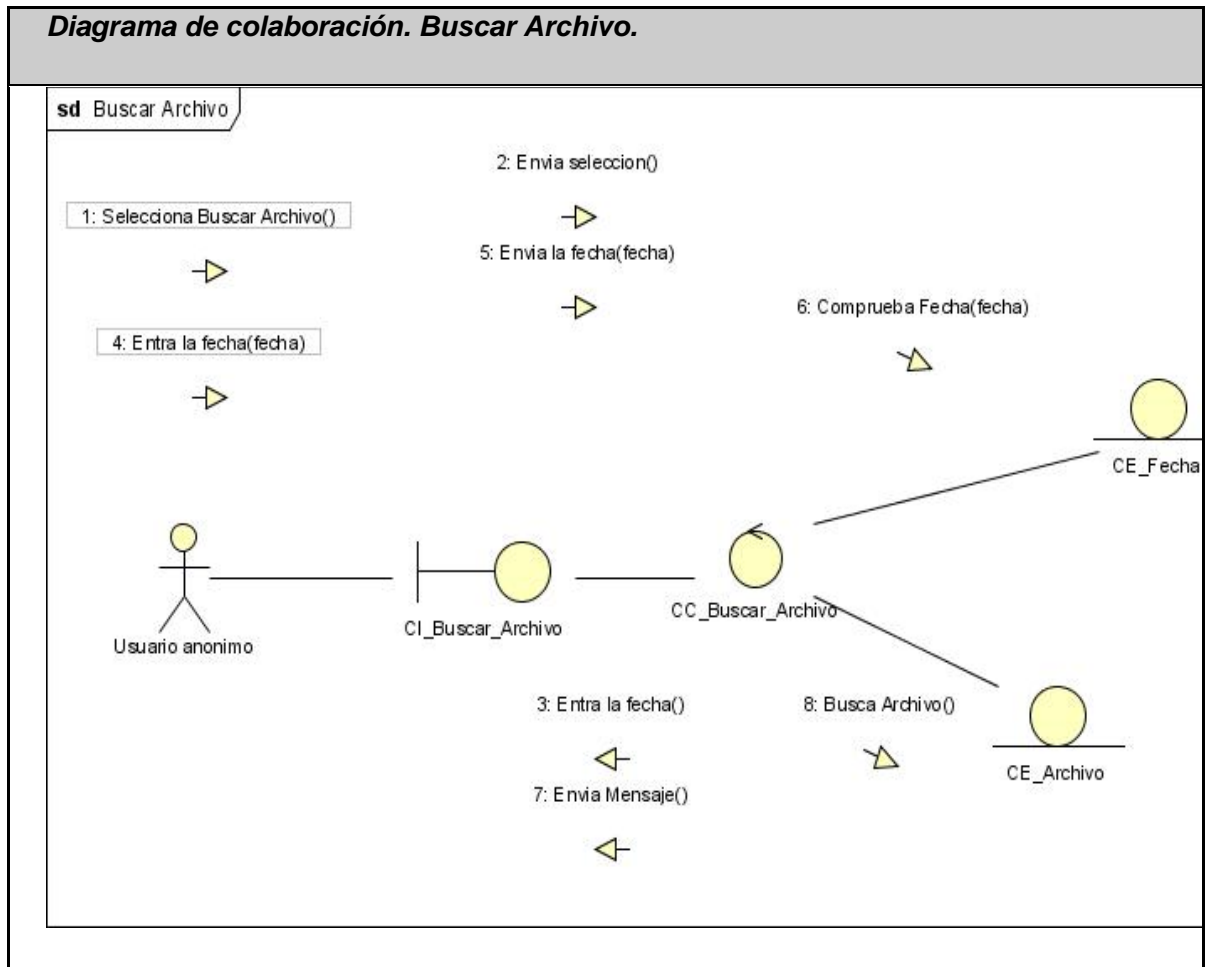 Diagrama de colaboración. Buscar Archivo.
sd Buscar Archivo
2: Envia seleccion()
1: Selecciona Buscar Archivo()
5: Envia la fecha(fecha)
6: Comprueba Fecha(fecha)
4: Entra la fecha(fecha)
CE_Fecha
CC_Buscar_Archivo
CI_Buscar_Archivo
Usuario anonimo
3: Entra la fecha()
8: Busca Archivo()
CE_Archivo
7: Envia Mensaje()